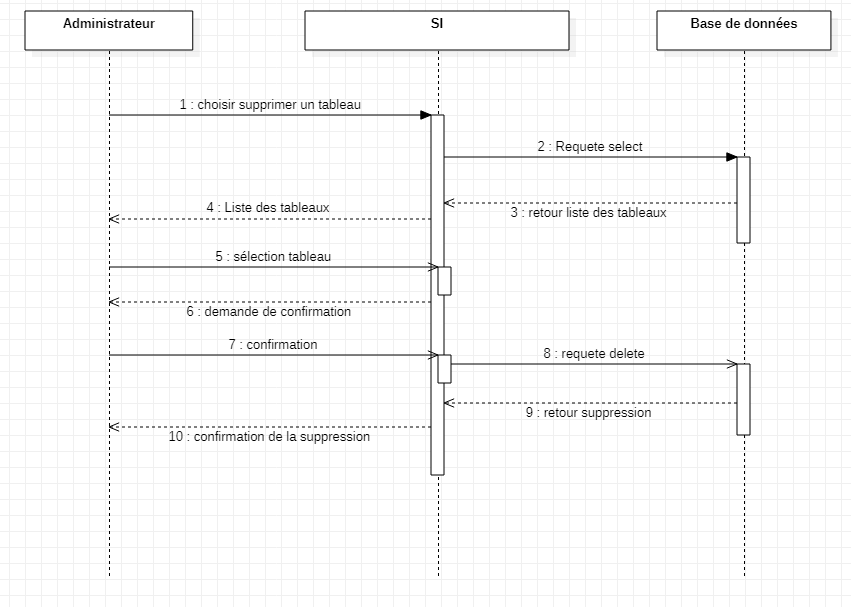 Administrateur
SI
Base de données
1 : choisir supprimer un tableau
2 : Requete select
3 : retour liste des tableaux
4 : Liste des tableaux
5 : sélection tableau
6 : demande de confirmation
7 : confirmation
8 : requete delete
9 : retour suppression
10 : confirmation de la suppression